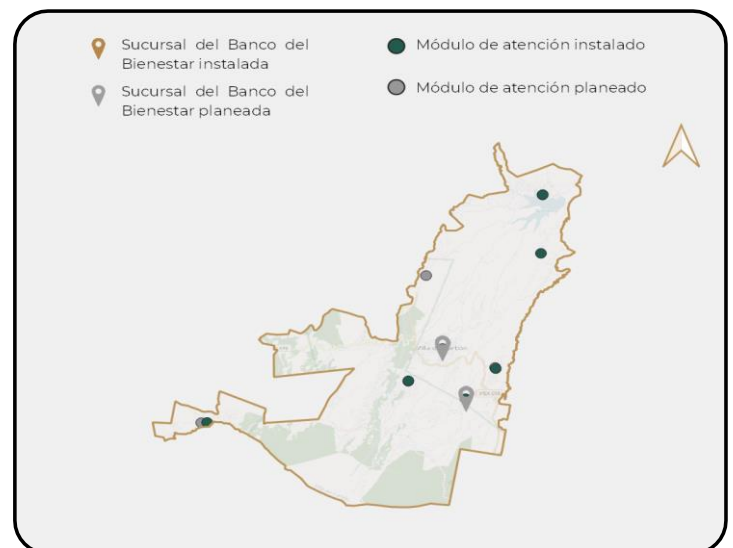 Sucursal del Banco del
Bienestar instalada
Sucursal del Banco del
Bienestar planeada
Módulo de atención instalado
Módulo de atención planeado